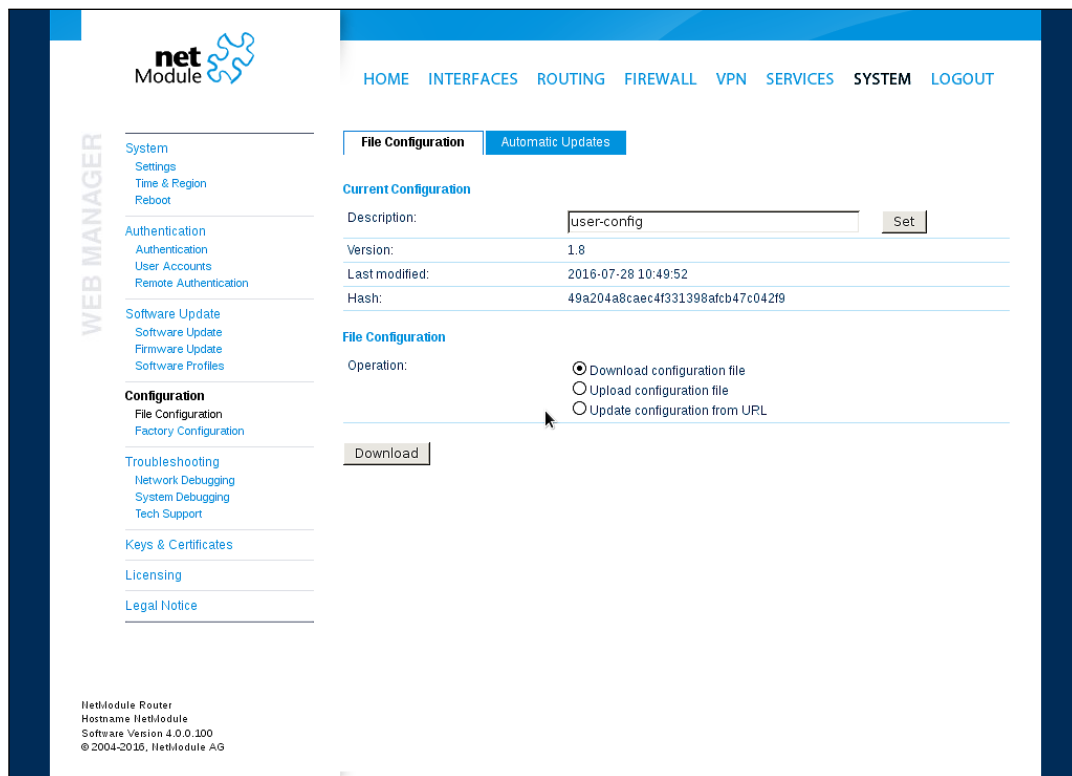 net
Module
HOME INTERFACES ROUTING FIREWALL VPN SERVICES SYSTEM LOGOUT
WEB MANAGER
System
Settings
Time & Region
Reboot
Authentication
Authentication
User Accounts
Remote Authentication
Software Update
Software Update
Firmware Update
Software Profiles
Configuration
File Configuration
Factory Configuration
Troubleshooting
Network Debugging
System Debugging
Tech Support
Keys & Certificates
Licensing
Legal Notice
File Configuration Automatic Updates
Current Configuration
Description: user-config Set
Version: 1.8
Last modified: 2016-07-28 10:49:52
Hash: 49a204a8caec4f331398afcb47c042f9
File Configuration
Operation: Download configuration file
Upload configuration file
Update configuration from URL
Download
NetModule Router
Hostname NetModule
Software Version 4.0.0.100
© 2004-2016, NetModule AG